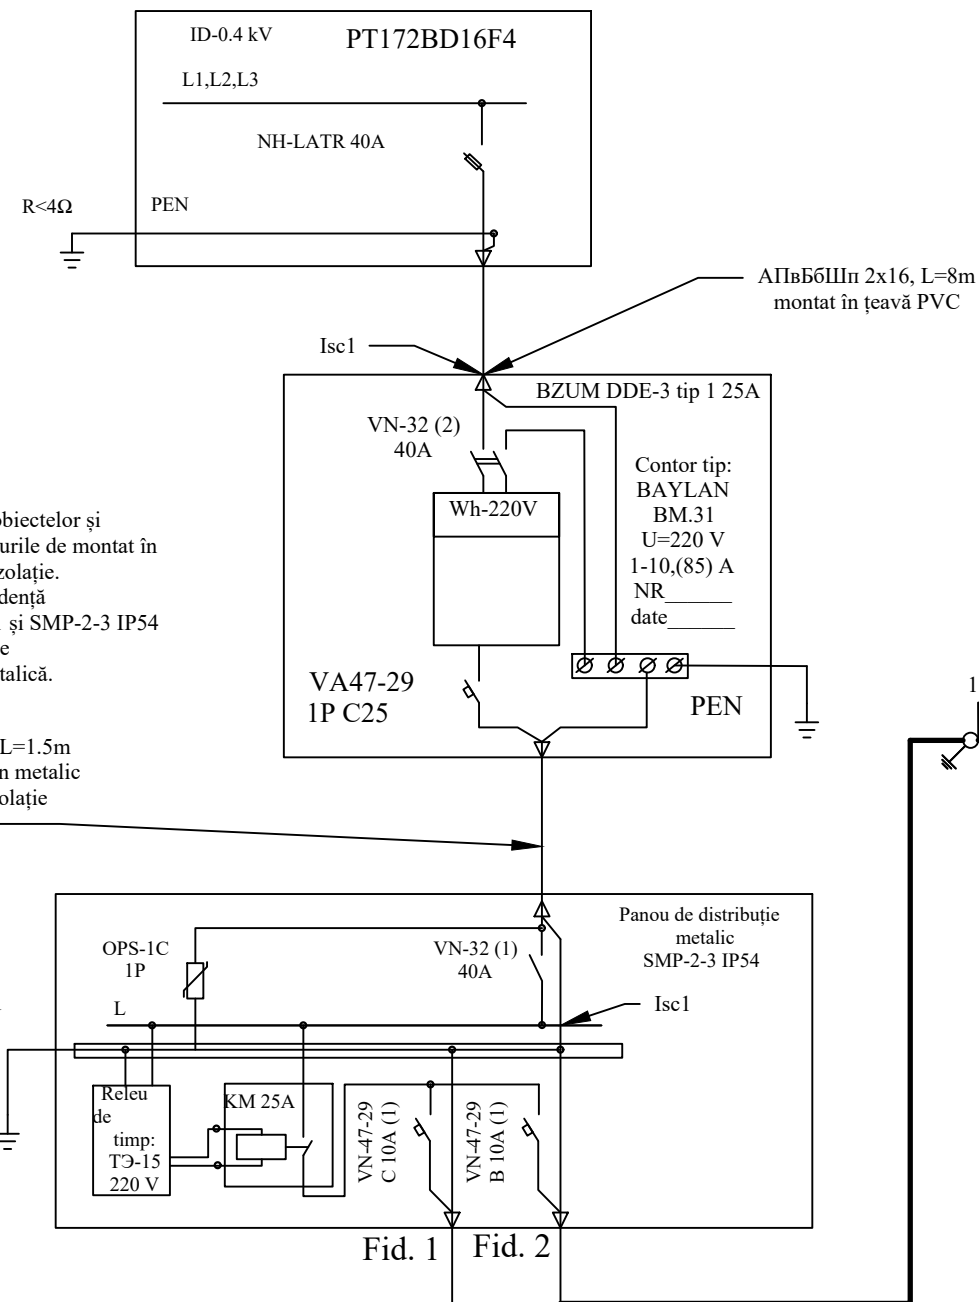 ID-0.4 kV
PT172BD16F4
L1,L2,L3
NH-LATR 40A
R<4Ω
PEN
АПвБбШп 2x16, L=8m
montat în țeavă PVC
Isc1
BZUM DDE-3 tip 1 25A
VN-32 (2)
40A
Wh-220V
Contor tip:
BAYLAN
BM.31
U=220 V
1-10,(85) A
NR______
date______
obiectelor și
urile de montat în
zolație.
dență
și SMP-2-3 IP54
e
talică.
VA47-29
1P C25
PEN
1
L=1.5m
n metalic
olație
Panou de distribuție
metalic
SMP-2-3 IP54
OPS-1C
1P
VN-32 (1)
40A
L
Isc1
Releu
de
timp:
ТЭ-15
220 V
KM 25A
VN-47-29
C 10A (1)
VN-47-29
B 10A (1)
Fid. 1
Fid. 2